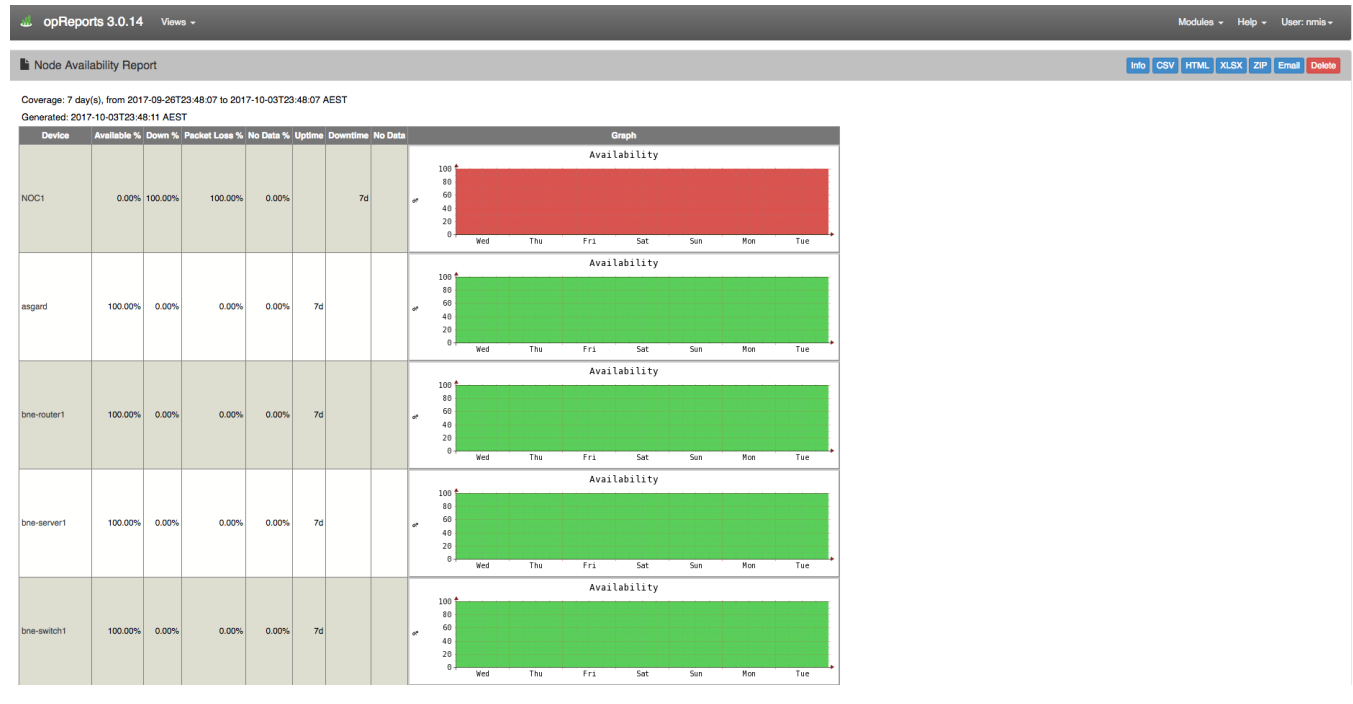 opReports 3.0.14 Views Modules Help User: nmis
Node Availability Report Info CSV HTML XLSX ZIP Email Delete
Coverage: 7 day(s), from 2017-09-26T23:48:07 to 2017-10-03T23:48:07 AEST
Generated: 2017-10-03T23:48:11 AEST
Device Available % Down % Packet Loss % No Data % Uptime Downtime No Data Graph
Availability
100
80
60
NOC1 0.00% 100.00% 100.00% 0.00% 7d %
40
20
0
Wed Thu Fri Sat Sun Mon Tue
Availability
100
80
60
asgard 100.00% 0.00% 0.00% 0.00% 7d %
40
20
0
Wed Thu Fri Sat Sun Mon Tue
Availability
100
80
60
bne-router1 100.00% 0.00% 0.00% 0.00% 7d %
40
20
0
Wed Thu Fri Sat Sun Mon Tue
Availability
100
80
60
bne-server1 100.00% 0.00% 0.00% 0.00% 7d %
40
20
0
Wed Thu Fri Sat Sun Mon Tue
Availability
100
80
60
bne-switch1 100.00% 0.00% 0.00% 0.00% 7d %
40
20
0
Wed Thu Fri Sat Sun Mon Tue